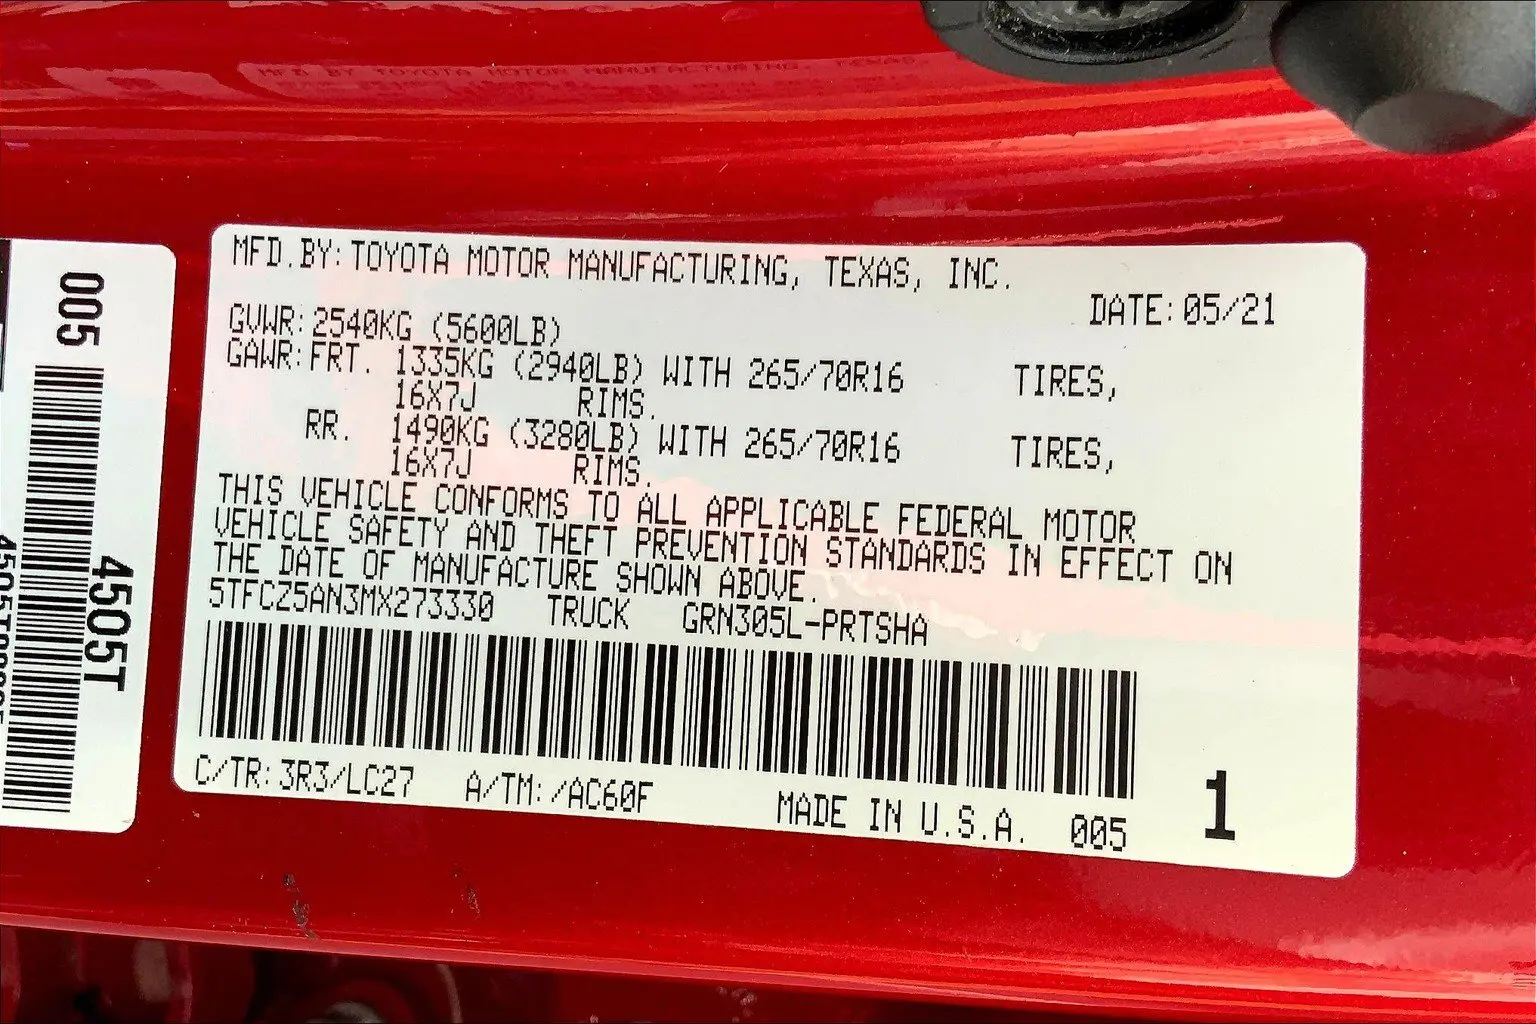 MFD.BY:TOYOTA MOTOR MANUFACTURING, TEXAS, INC.
DATE:05/21
GVWR:2540KG (5600LB)
GAWR:FRT. 1335KG (2940LB) WITH 265/70R16 TIRES,
16X7J RIMS.
RR. 1490KG (3280LB) WITH 265/70R16 TIRES,
16X7J RIMS.
THIS VEHICLE CONFORMS TO ALL APPLICABLE FEDERAL MOTOR
VEHICLE SAFETY AND THEFT PREVENTION STANDARDS IN EFFECT ON
THE DATE OF MANUFACTURE SHOWN ABOVE.
5TFCZ5AN3MX273330 TRUCK GRN305L-PRTSHA
C/TR:3R3/LC27 A/TM:/AC60F
MADE IN U.S.A. 005
1
005
4505T